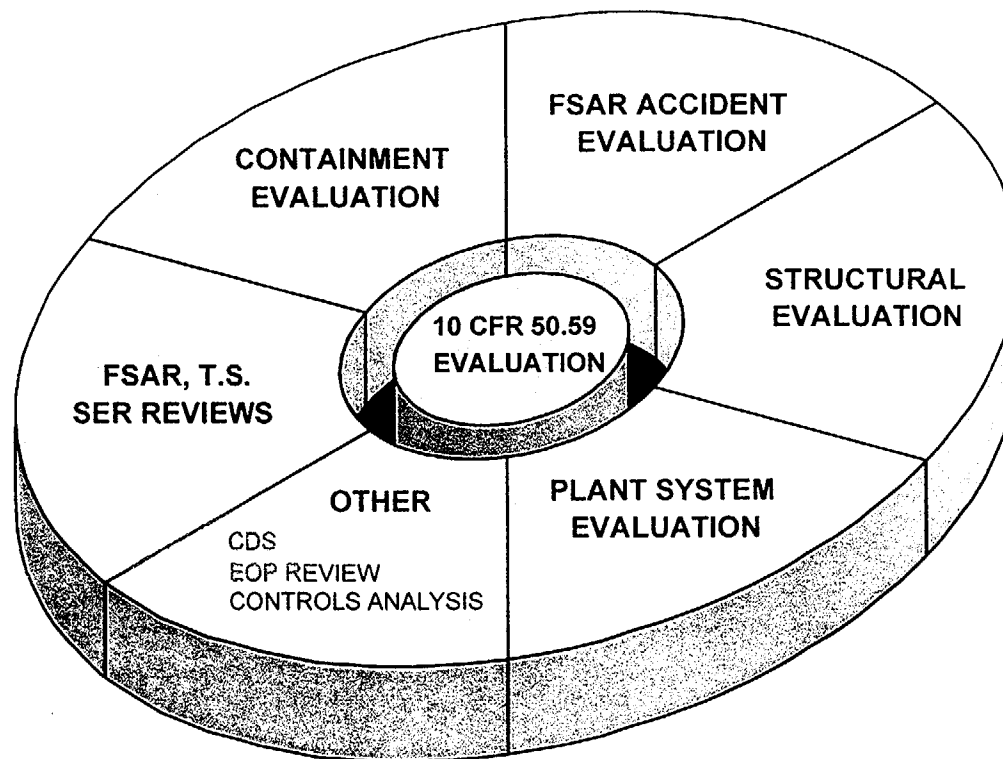 FSAR ACCIDENT
EVALUATION
CONTAINMENT
EVALUATION
STRUCTURAL
EVALUATION
10 CFR 50.59
EVALUATION
FSAR, T.S.
SER REVIEWS
OTHER
CDS
EOP REVIEW
CONTROLS ANALYSIS
PLANT SYSTEM
EVALUATION